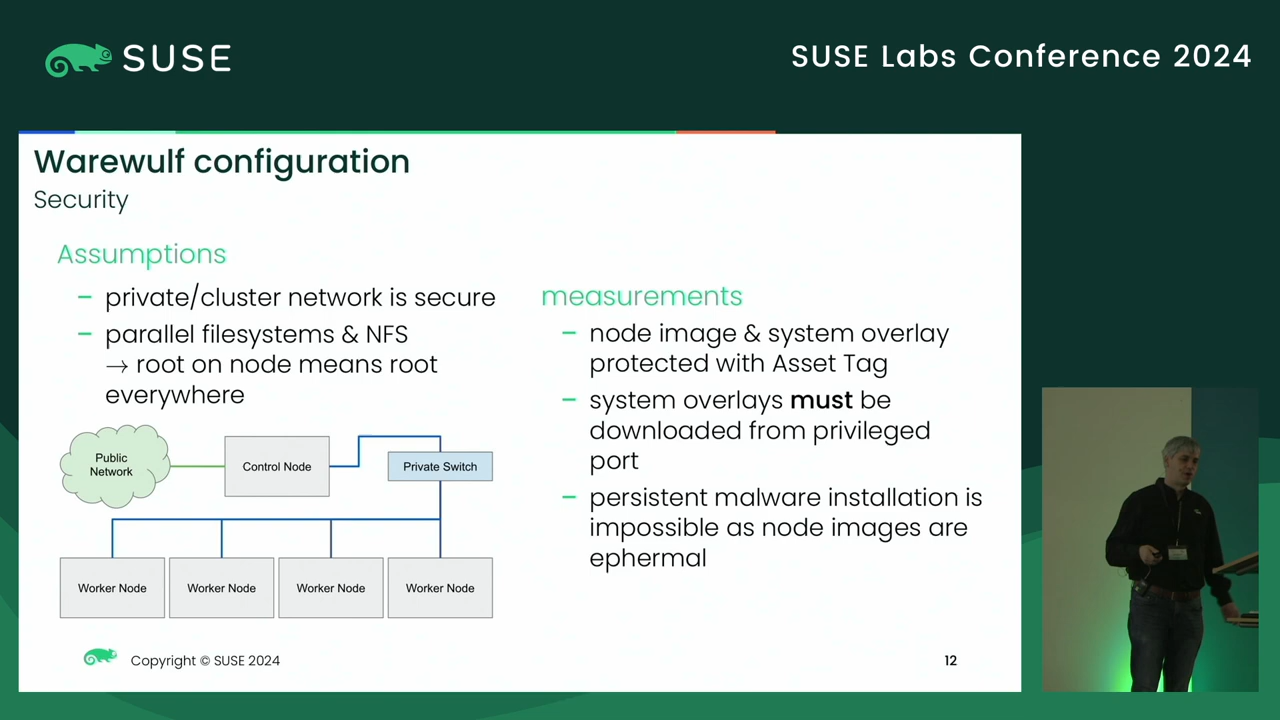 SUSE
SUSE Labs Conference 2024
Warewulf configuration
Security
Assumptions
– private/cluster network is secure
– parallel filesystems & NFS
→ root on node means root
everywhere
Public
Network
Control Node
Private Switch
Worker Node
Worker Node
Worker Node
Worker Node
measurements
– node image & system overlay
protected with Asset Tag
– system overlays must be
downloaded from privileged
port
– persistent malware installation is
impossible as node images are
ephermal
Copyright © SUSE 2024
12